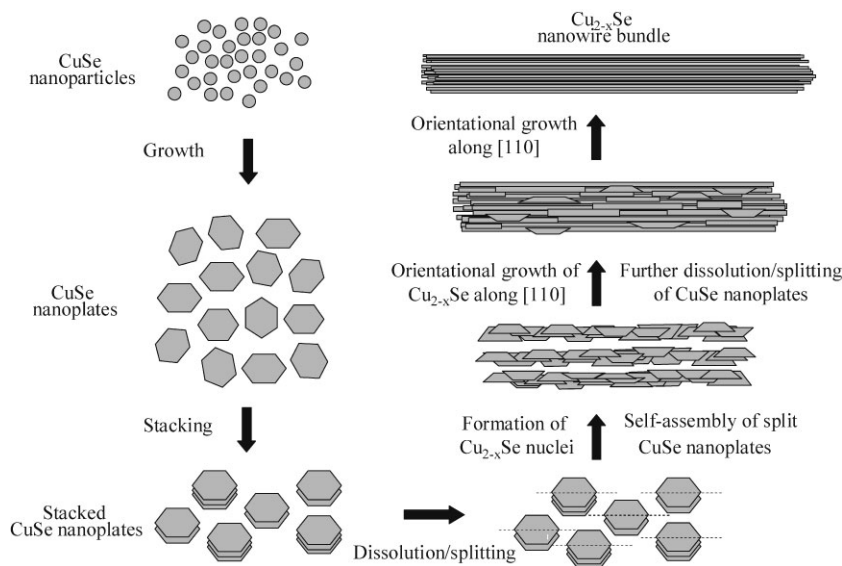 CuSe
nanoparticles
Growth
CuSe
nanoplates
Stacking
Stacked
CuSe nanoplates
Dissolution/splitting
Formation of
Cu2-xSe nuclei
Self-assembly of split
CuSe nanoplates
Orientational growth of
Cu2-xSe along [110]
Further dissolution/splitting
of CuSe nanoplates
Orientational growth
along [110]
Cu2-xSe
nanowire bundle